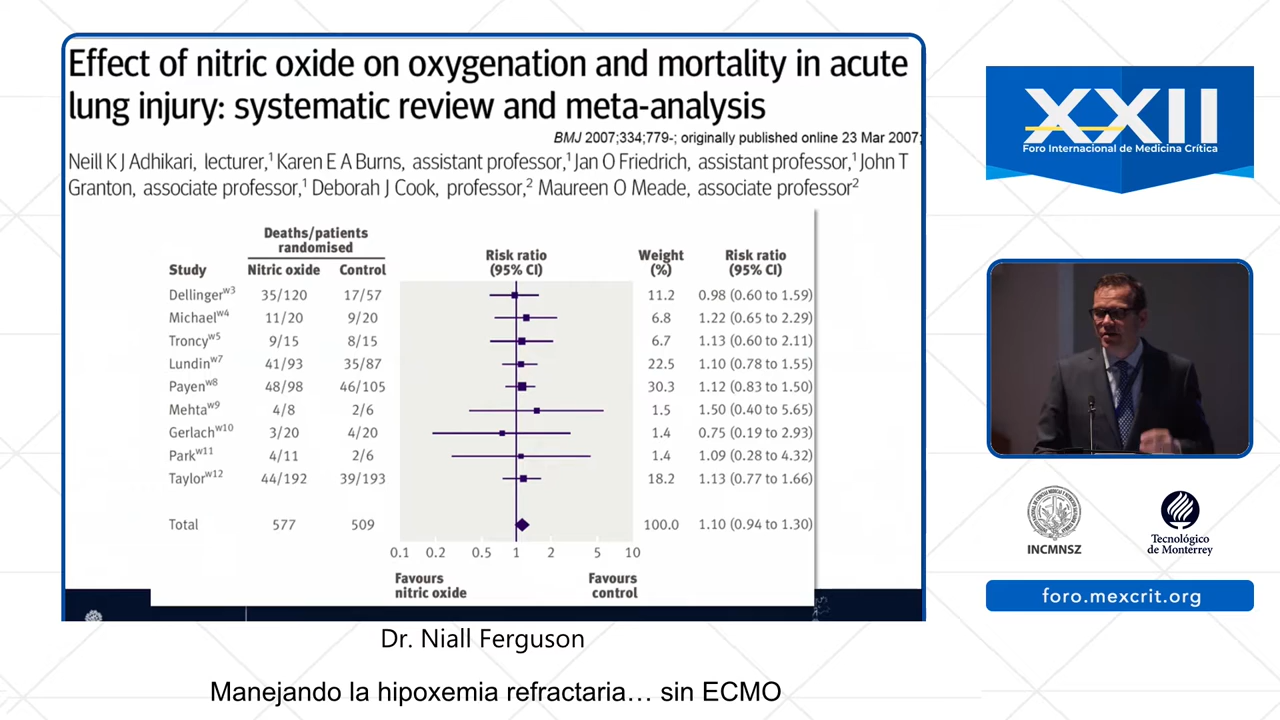 Effect of nitric oxide on oxygenation and mortality in acute
lung injury: systematic review and meta-analysis
BMJ 2007;334;779-; originally published online 23 Mar 2007;
Neill K J Adhikari, lecturer,1 Karen E A Burns, assistant professor,1 Jan O Friedrich, assistant professor,1 John T
Granton, associate professor,1 Deborah J Cook, professor,2 Maureen O Meade, associate professor2
Deaths/patients
randomised
Risk ratio
(95% CI)
Weight
(%)
Risk ratio
(95% CI)
Study Nitric oxide Control
Dellingerw3 35/120 17/57 11.2 0.98 (0.60 to 1.59)
Michaelw4 11/20 9/20 6.8 1.22 (0.65 to 2.29)
Troncyw5 9/15 8/15 6.7 1.13 (0.60 to 2.11)
Lundinw7 41/93 35/87 22.5 1.10 (0.78 to 1.55)
Payenw8 48/98 46/105 30.3 1.12 (0.83 to 1.50)
Mehtaw9 4/8 2/6 1.5 1.50 (0.40 to 5.65)
Gerlachw10 3/20 4/20 1.4 0.75 (0.19 to 2.93)
Parkw11 4/11 2/6 1.4 1.09 (0.28 to 4.32)
Taylorw12 44/192 39/193 18.2 1.13 (0.77 to 1.66)
Total 577 509 100.0 1.10 (0.94 to 1.30)
0.1 0.2 0.5 1 2 5 10
Favours
nitric oxide
Favours
control
XXII
Foro Internacional de Medicina Crítica
INCMNSZ
Tecnológico
de Monterrey
foro.mexcrit.org
Dr. Niall Ferguson
Manejando la hipoxemia refractaria… sin ECMO